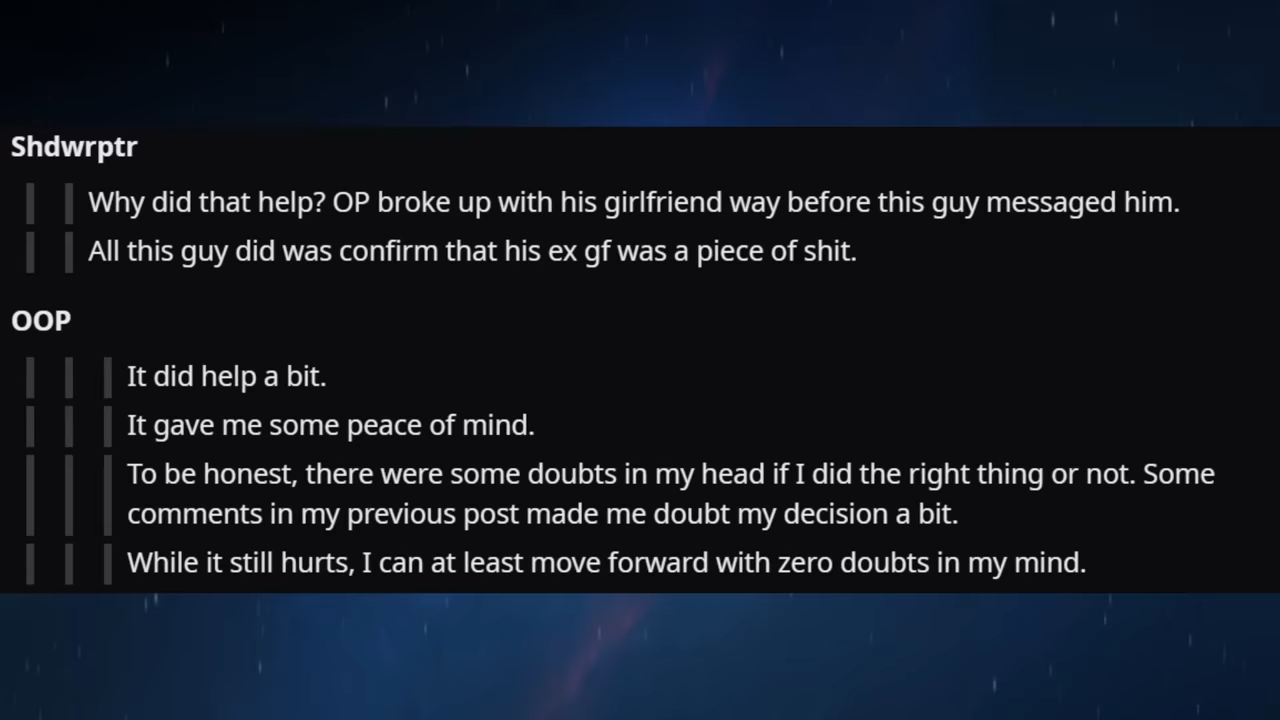 Shdwrptr
Why did that help? OP broke up with his girlfriend way before this guy messaged him.
All this guy did was confirm that his ex gf was a piece of shit.
OOP
It did help a bit.
It gave me some peace of mind.
To be honest, there were some doubts in my head if I did the right thing or not. Some
comments in my previous post made me doubt my decision a bit.
While it still hurts, I can at least move forward with zero doubts in my mind.